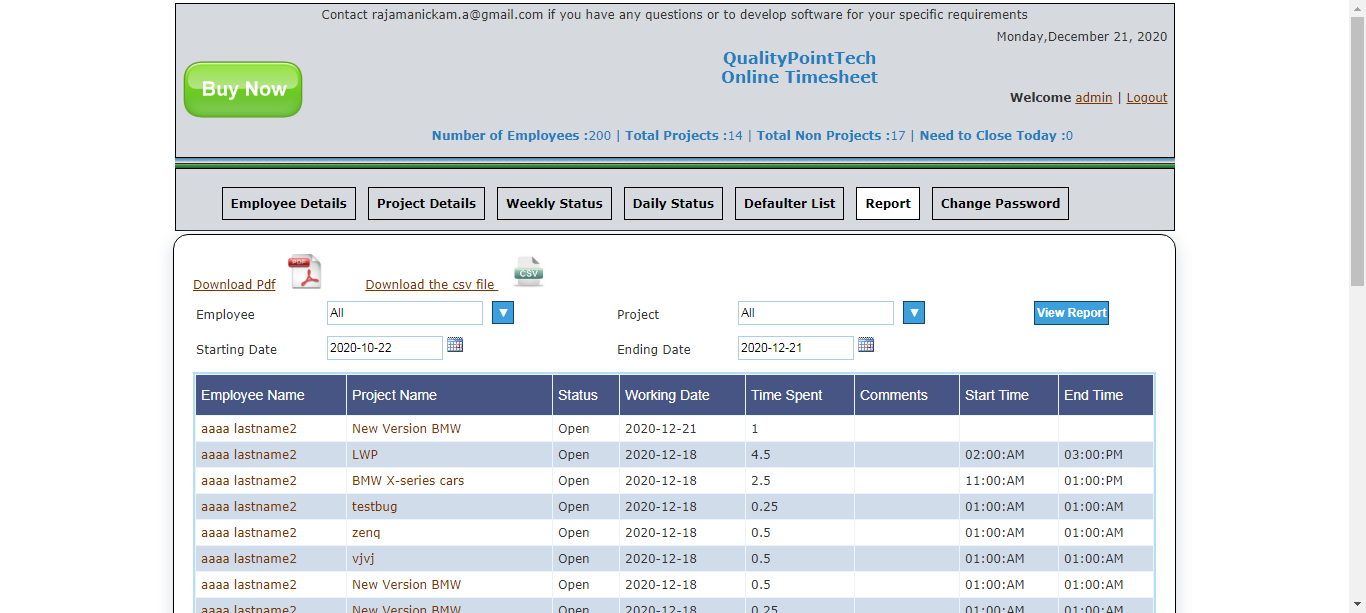 Contact rajamanickam.a@gmail.com if you have any questions or to develop software for your specific requirements
Monday,December 21, 2020
QualityPointTech
Online Timesheet
Buy Now
Welcome admin | Logout
Number of Employees :200 | Total Projects :14 | Total Non Projects :17 | Need to Close Today :0
Employee Details Project Details Weekly Status Daily Status Defaulter List Report Change Password
PDF
CSV
Download Pdf Download the csv file
Employee All Project All View Report
Starting Date 2020-10-22 Ending Date 2020-12-21
Employee Name Project Name Status Working Date Time Spent Comments Start Time End Time
aaaa lastname2 New Version BMW Open 2020-12-21 1
aaaa lastname2 LWP Open 2020-12-18 4.5 02:00:AM 03:00:PM
aaaa lastname2 BMW X-series cars Open 2020-12-18 2.5 11:00:AM 01:00:PM
aaaa lastname2 testbug Open 2020-12-18 0.25 01:00:AM 01:00:AM
aaaa lastname2 zenq Open 2020-12-18 0.5 01:00:AM 01:00:AM
aaaa lastname2 vjvj Open 2020-12-18 0.5 01:00:AM 01:00:AM
aaaa lastname2 New Version BMW Open 2020-12-18 0.5 01:00:AM 01:00:AM
aaaa lastname2 New Version BMW Open 2020-12-18 0.25 01:00:AM 01:00:AM